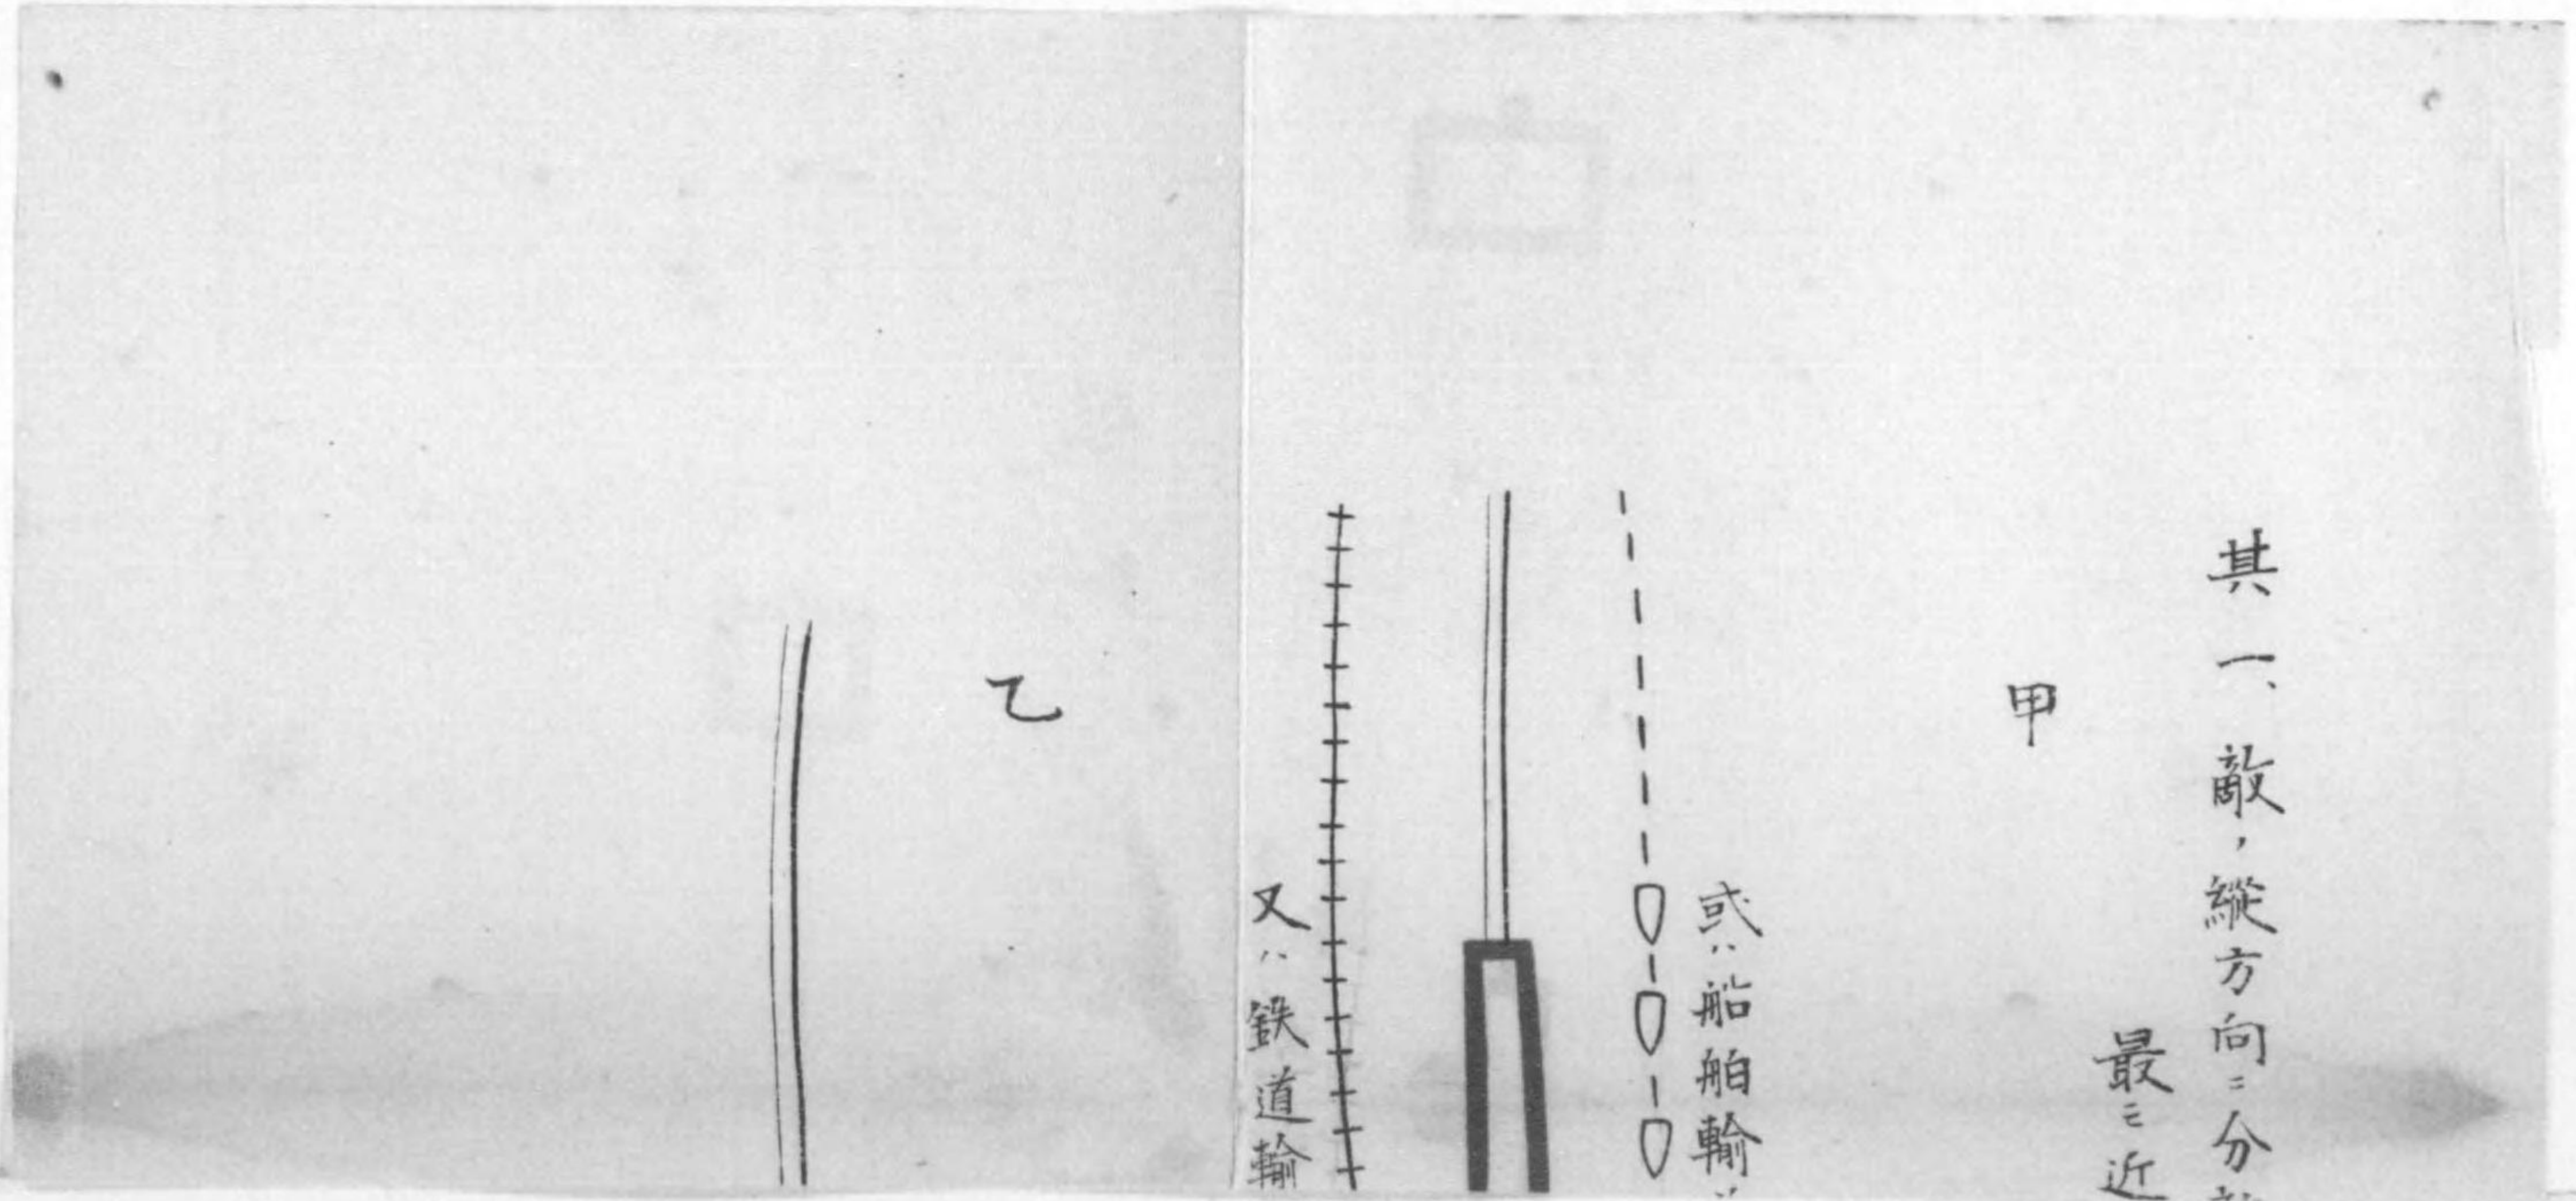 其一、敵、縦方向ニ分
最ニ近
甲
或ハ船舶輸
又ハ鉄道輸
乙